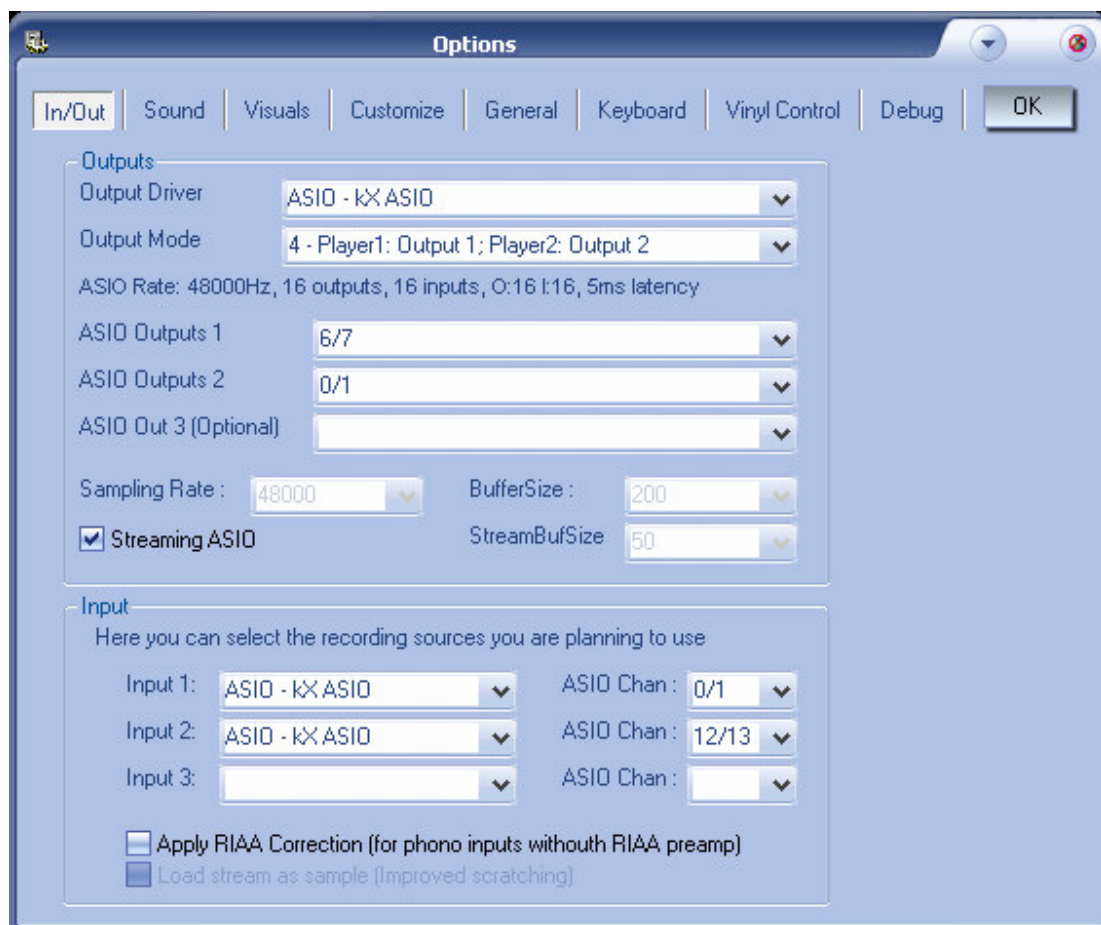 Options
In/Out Sound Visuals Customize General Keyboard Vinyl Control Debug OK
Outputs
Output Driver ASIO - kX ASIO
Output Mode 4 - Player1: Output 1; Player2: Output 2
ASIO Rate: 48000Hz, 16 outputs, 16 inputs, O:16 I:16, 5ms latency
ASIO Outputs 1 6/7
ASIO Outputs 2 0/1
ASIO Out 3 (Optional)
Sampling Rate : 48000 BufferSize : 200
Streaming ASIO StreamBufSize 50
Input
Here you can select the recording sources you are planning to use
Input 1: ASIO - kX ASIO ASIO Chan : 0/1
Input 2: ASIO - kX ASIO ASIO Chan : 12/13
Input 3: ASIO Chan :
Apply RIAA Correction (for phono inputs withouth RIAA preamp)
Load stream as sample (Improved scratching)